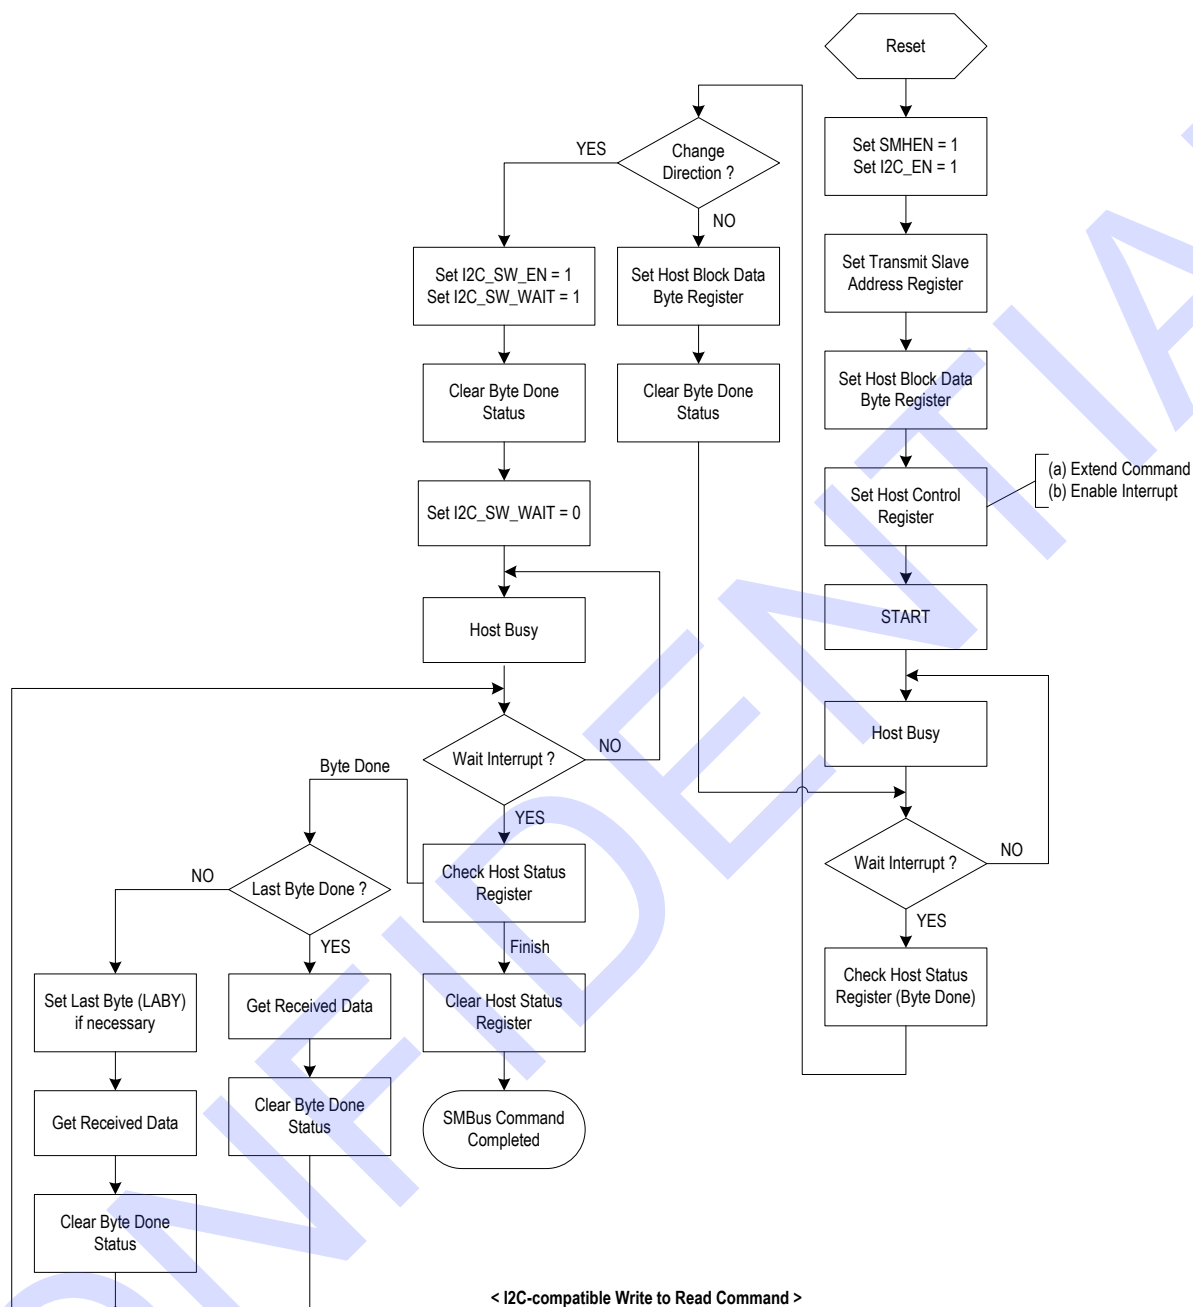 Reset
Set SMHEN = 1
Set I2C_EN = 1
Set Transmit Slave
Address Register
Set Host Block Data
Byte Register
Set Host Control
Register
(a) Extend Command
(b) Enable Interrupt
START
Host Busy
Wait Interrupt ?
NO
YES
Check Host Status
Register (Byte Done)
Change
Direction ?
YES
NO
Set I2C_SW_EN = 1
Set I2C_SW_WAIT = 1
Set Host Block Data
Byte Register
Clear Byte Done
Status
Clear Byte Done
Status
Set I2C_SW_WAIT = 0
Host Busy
Wait Interrupt ?
NO
YES
Byte Done
Check Host Status
Register
Finish
Clear Host Status
Register
SMBus Command
Completed
Last Byte Done ?
NO
YES
Set Last Byte (LABY)
if necessary
Get Received Data
Get Received Data
Clear Byte Done
Status
Clear Byte Done
Status
< I2C-compatible Write to Read Command >
ONFIDENTIA